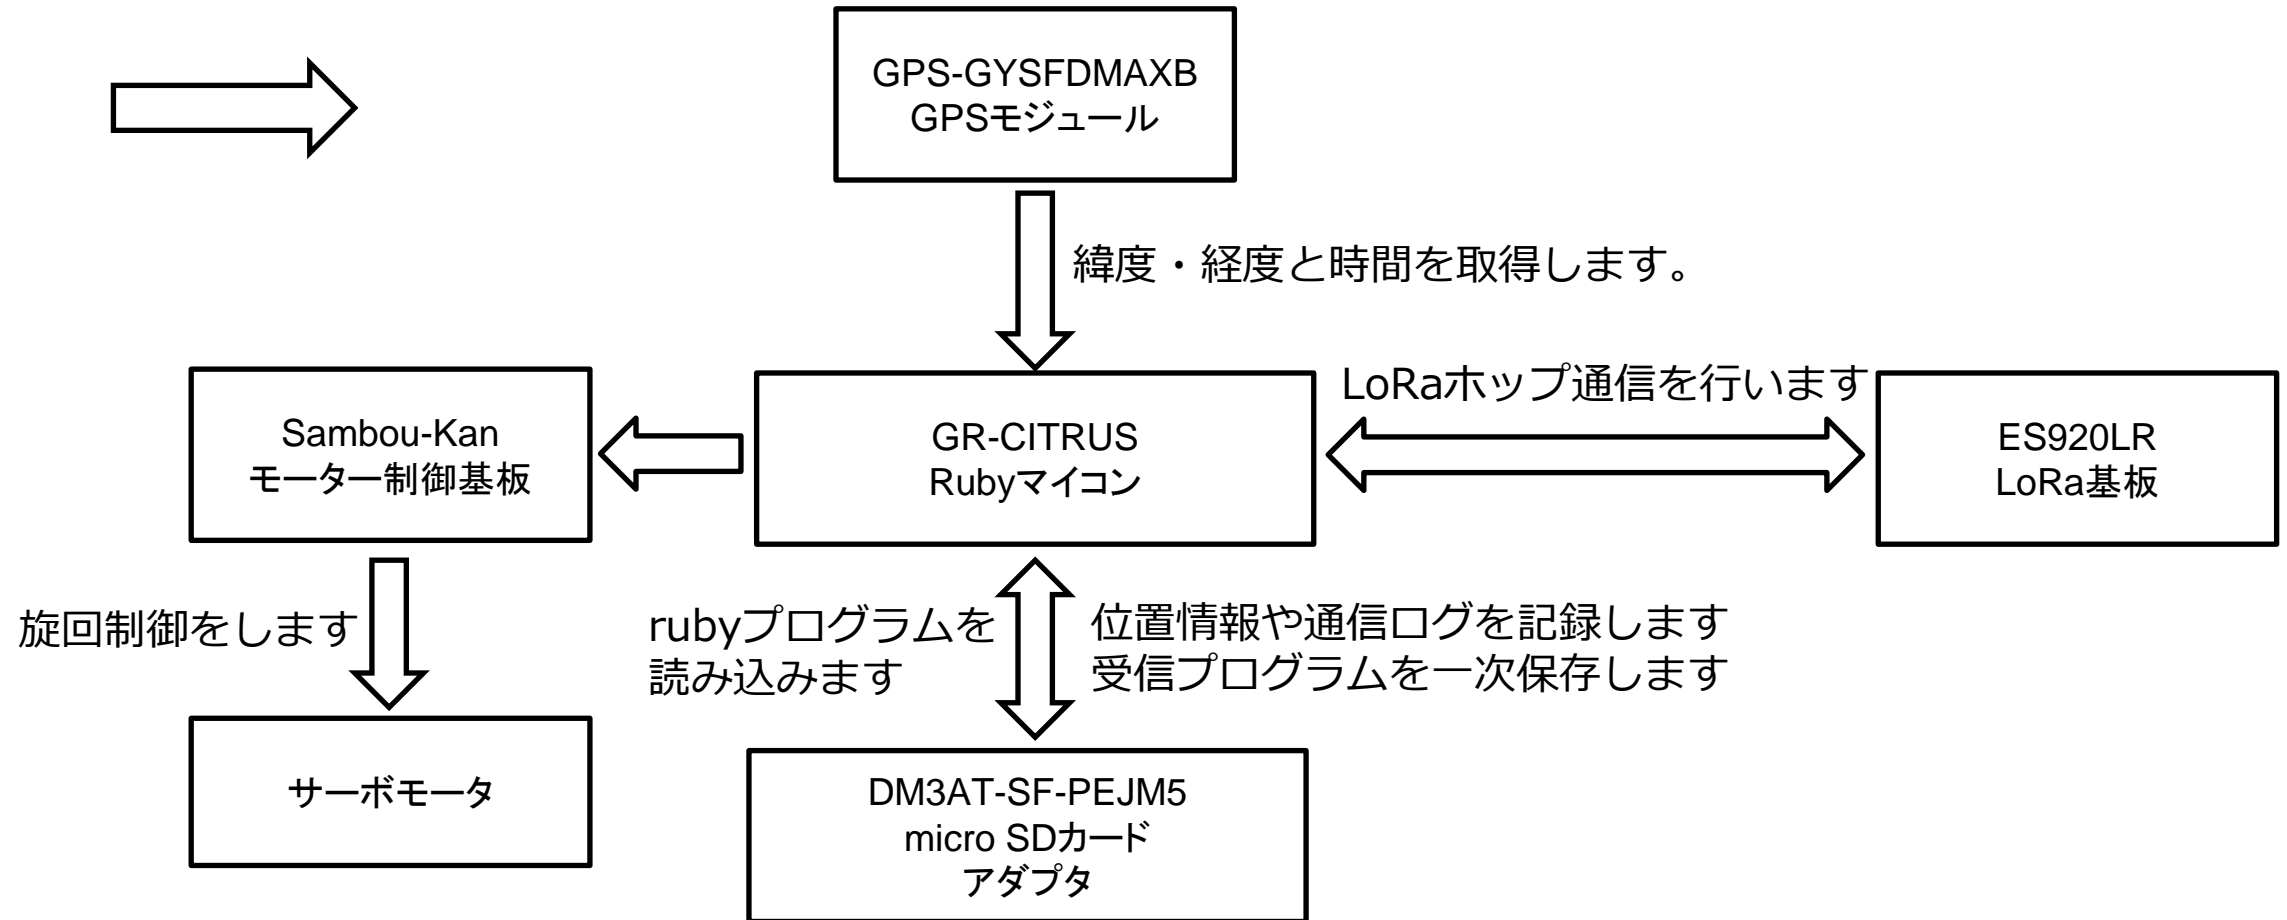 GPS-GYSFDMAXB
GPSモジュール
緯度・経度と時間を取得します。
Sambou-Kan
モーター制御基板
GR-CITRUS
Rubyマイコン
LoRaホップ通信を行います
ES920LR
LoRa基板
旋回制御をします
rubyプログラムを
読み込みます
位置情報や通信ログを記録します
受信プログラムを一次保存します
サーボモータ
DM3AT-SF-PEJM5
micro SDカード
アダプタ